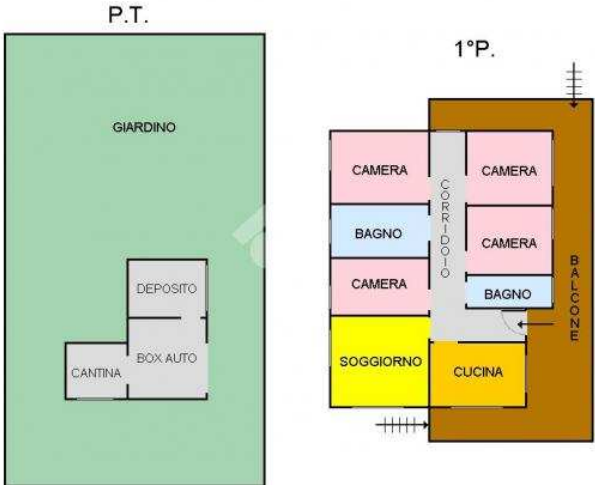 P.T.
GIARDINO
DEPOSITO
BOX AUTO
CANTINA
1°P.
CAMERA
CAMERA
CORRIDOIO
BAGNO
CAMERA
CAMERA
BAGNO
BALCONE
SOGGIORNO
CUCINA